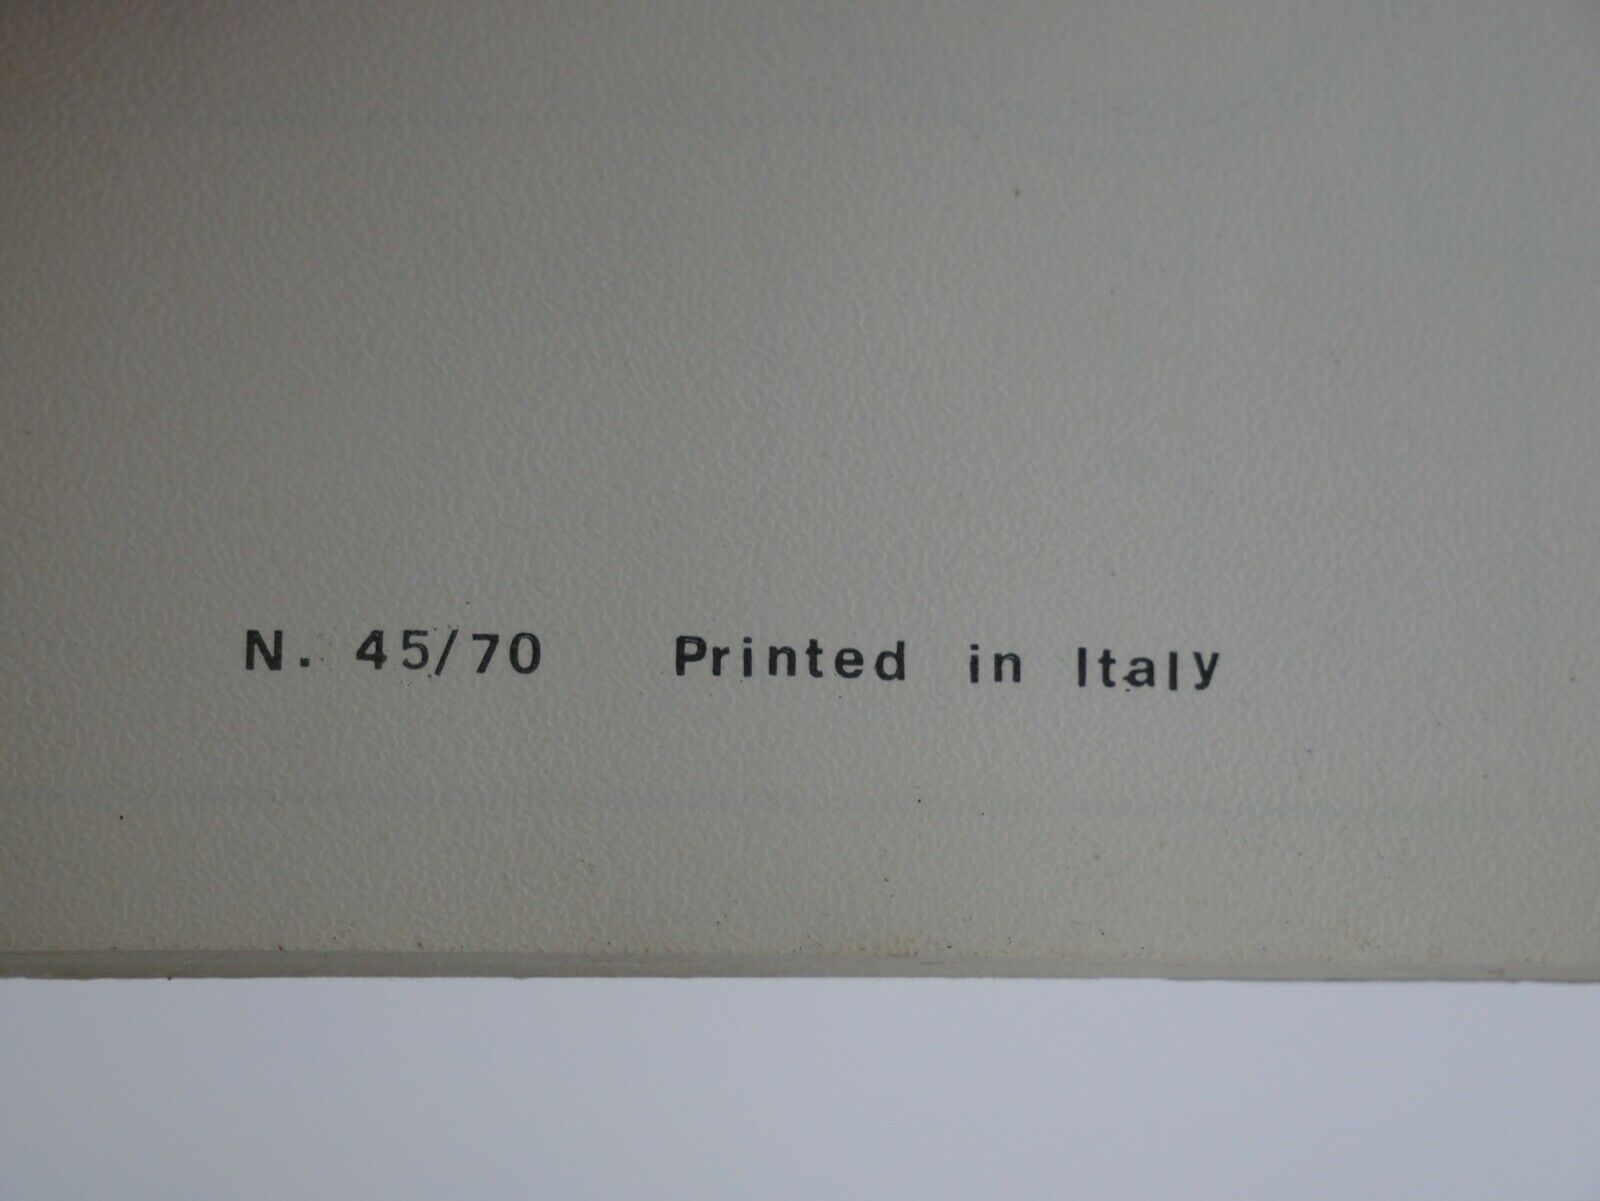 N. 45/70 Printed in Italy